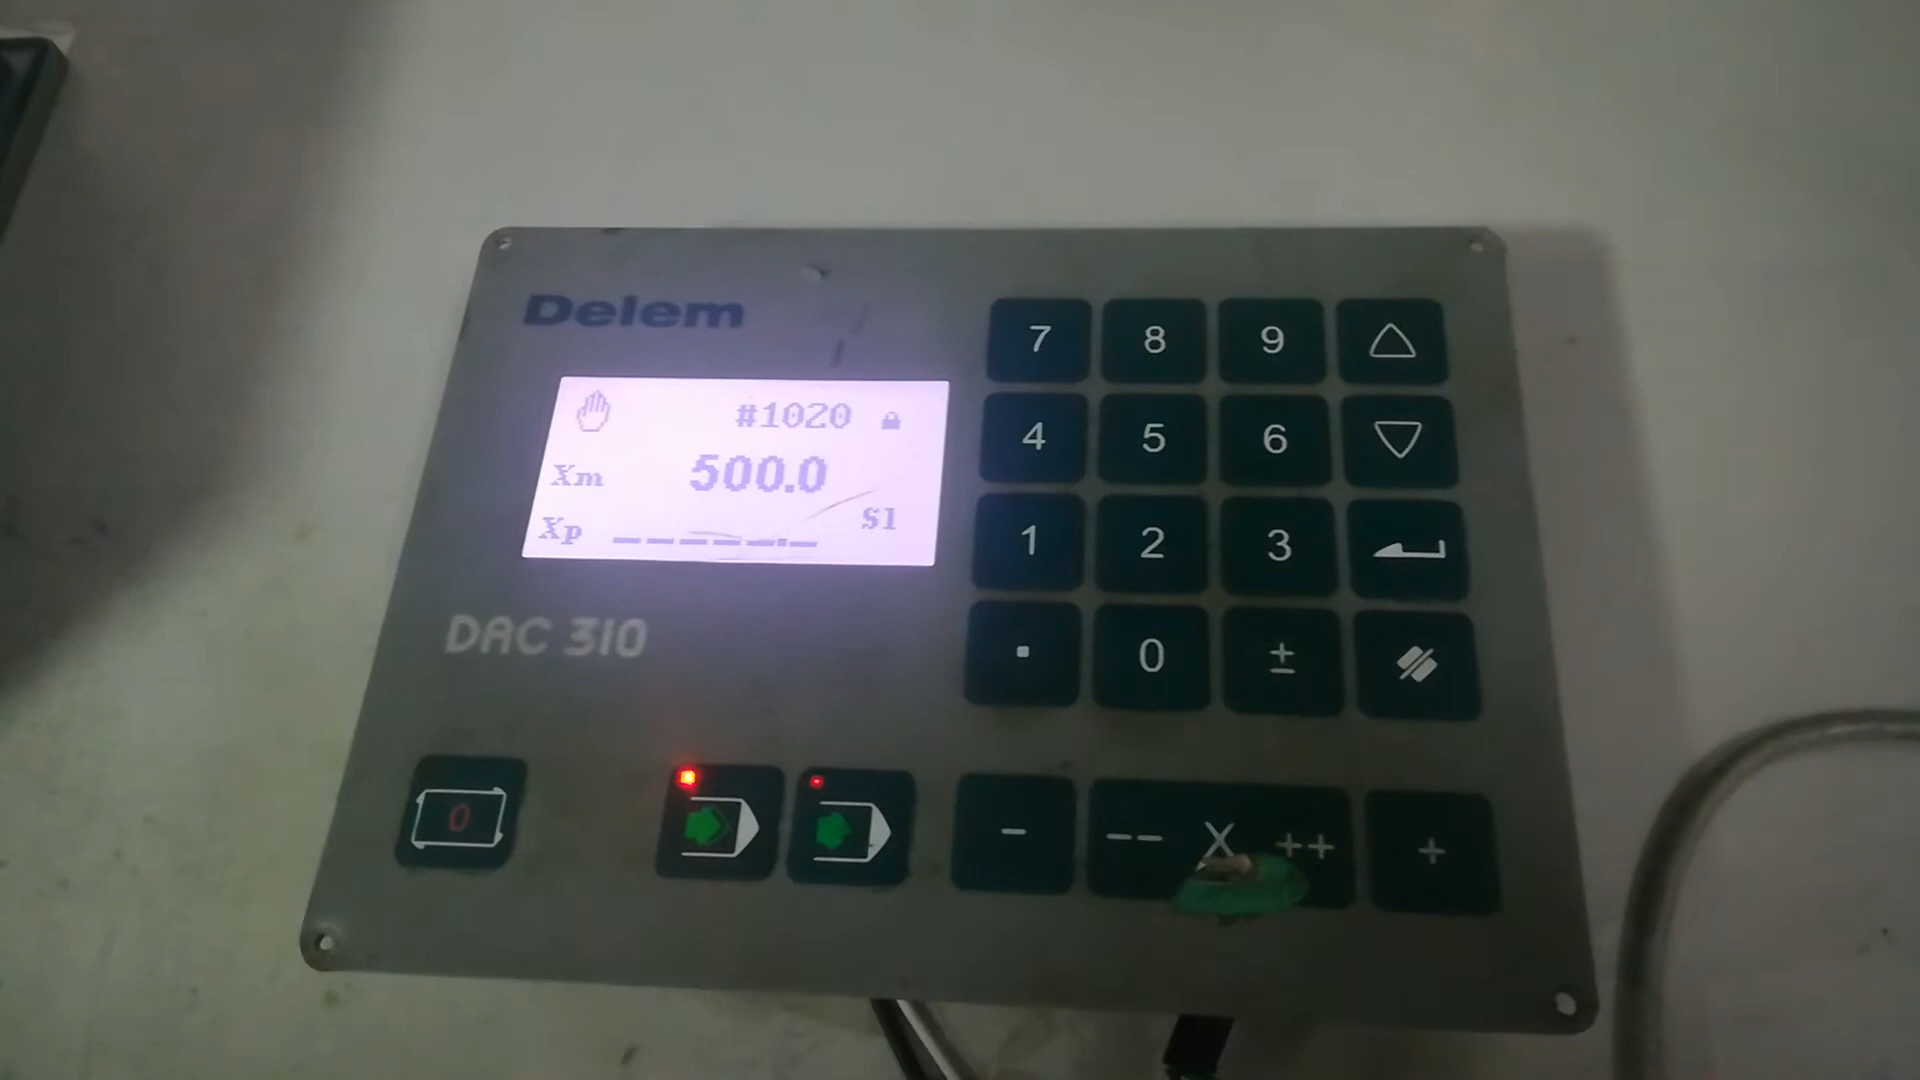 Delem
#1020
Xm 500.0
Xp ______._ S1
DAC 310
7 8 9
4 5 6
1 2 3
. 0 ±
0
- -- X ++ +